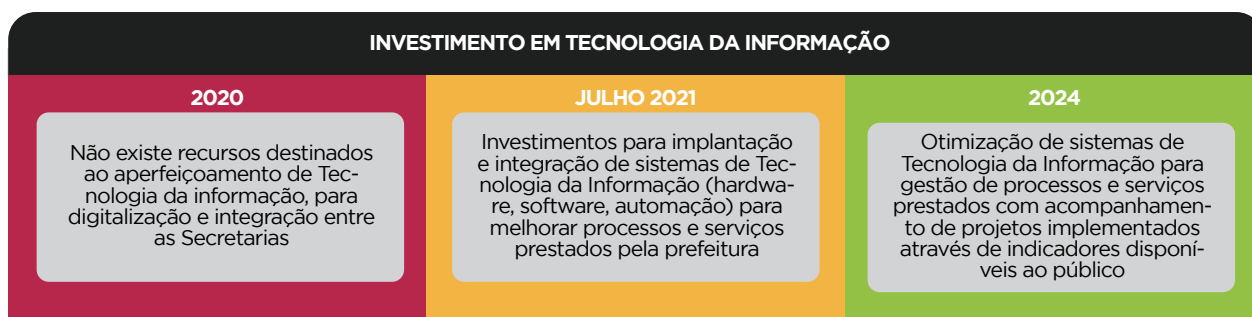 INVESTIMENTO EM TECNOLOGIA DA INFORMAÇÃO
2020
Não existe recursos destinados
ao aperfeiçoamento de Tec-
nologia da informação, para
digitalização e integração entre
as Secretarias
JULHO 2021
Investimentos para implantação
e integração de sistemas de Tec-
nologia da Informação (hardwa-
re, software, automação) para
melhorar processos e serviços
prestados pela prefeitura
2024
Otimização de sistemas de
Tecnologia da Informação para
gestão de processos e serviços
prestados com acompanhamen-
to de projetos implementados
através de indicadores disponí-
veis ao público